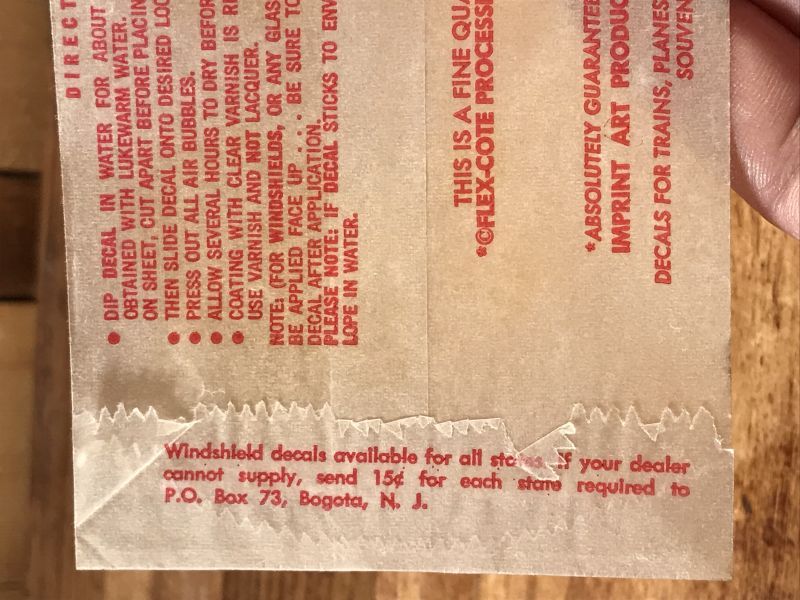 DIRECT
• DIP DECAL IN WATER FOR ABOUT
OBTAINED WITH LUKEWARM WATER.
ON SHEET, CUT APART BEFORE PLACIN
• THEN SLIDE DECAL ONTO DESIRED LOC
• PRESS OUT ALL AIR BUBBLES.
• ALLOW SEVERAL HOURS TO DRY BEFOR
• COATING WITH CLEAR VARNISH IS RE
USE VARNISH AND NOT LACQUER.
NOTE: (FOR WINDSHIELDS, OR ANY GLAS
BE APPLIED FACE UP . . . BE SURE TO
DECAL AFTER APPLICATION.
PLEASE NOTE: IF DECAL STICKS TO ENV
LOPE IN WATER.
THIS IS A FINE QUA
*©FLEX-COTE PROCESSE
*ABSOLUTELY GUARANTEE
IMPRINT ART PRODUC
DECALS FOR TRAINS, PLANES
SOUVEN
Windshield decals available for all states. If your dealer
cannot supply, send 15¢ for each state required to
P.O. Box 73, Bogota, N. J.